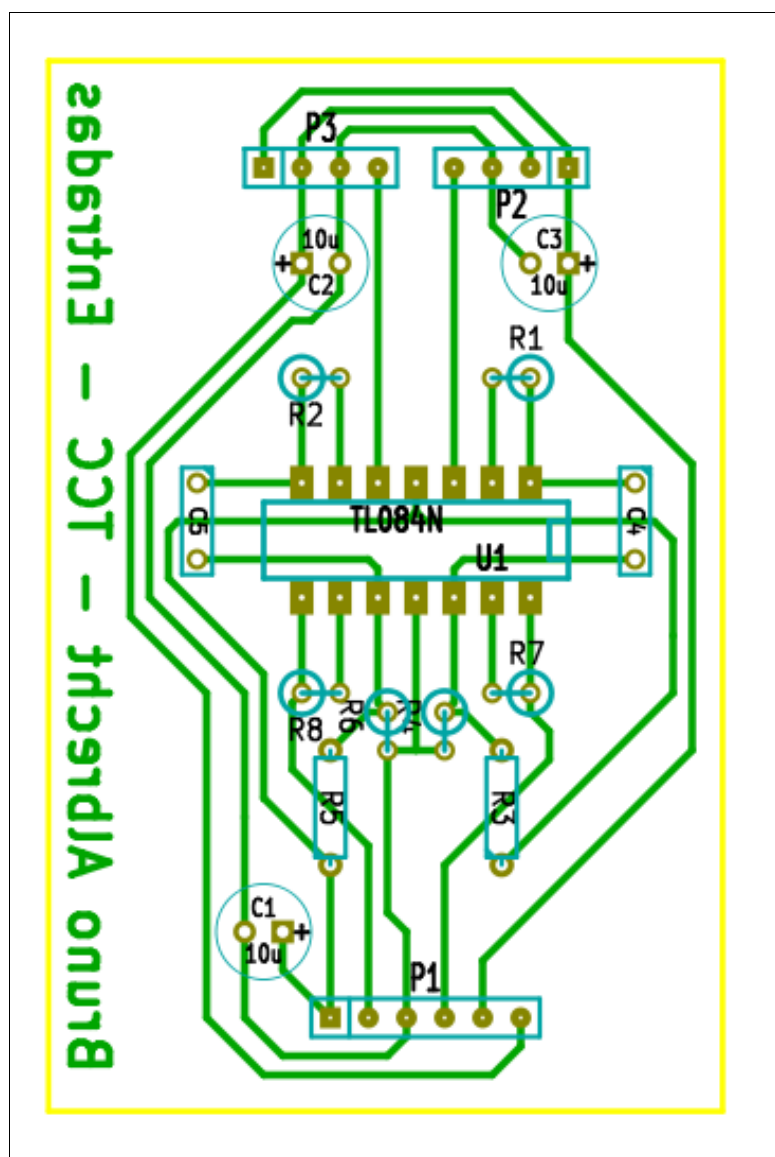 Bruno Albrecht - TCC - Entradas
P3
P2
10u
C2
+
C3
10u
+
R1
R2
C5
TL084N
U1
C4
R7
R8
R6
R4
R5
R3
C1
10u
+
P1